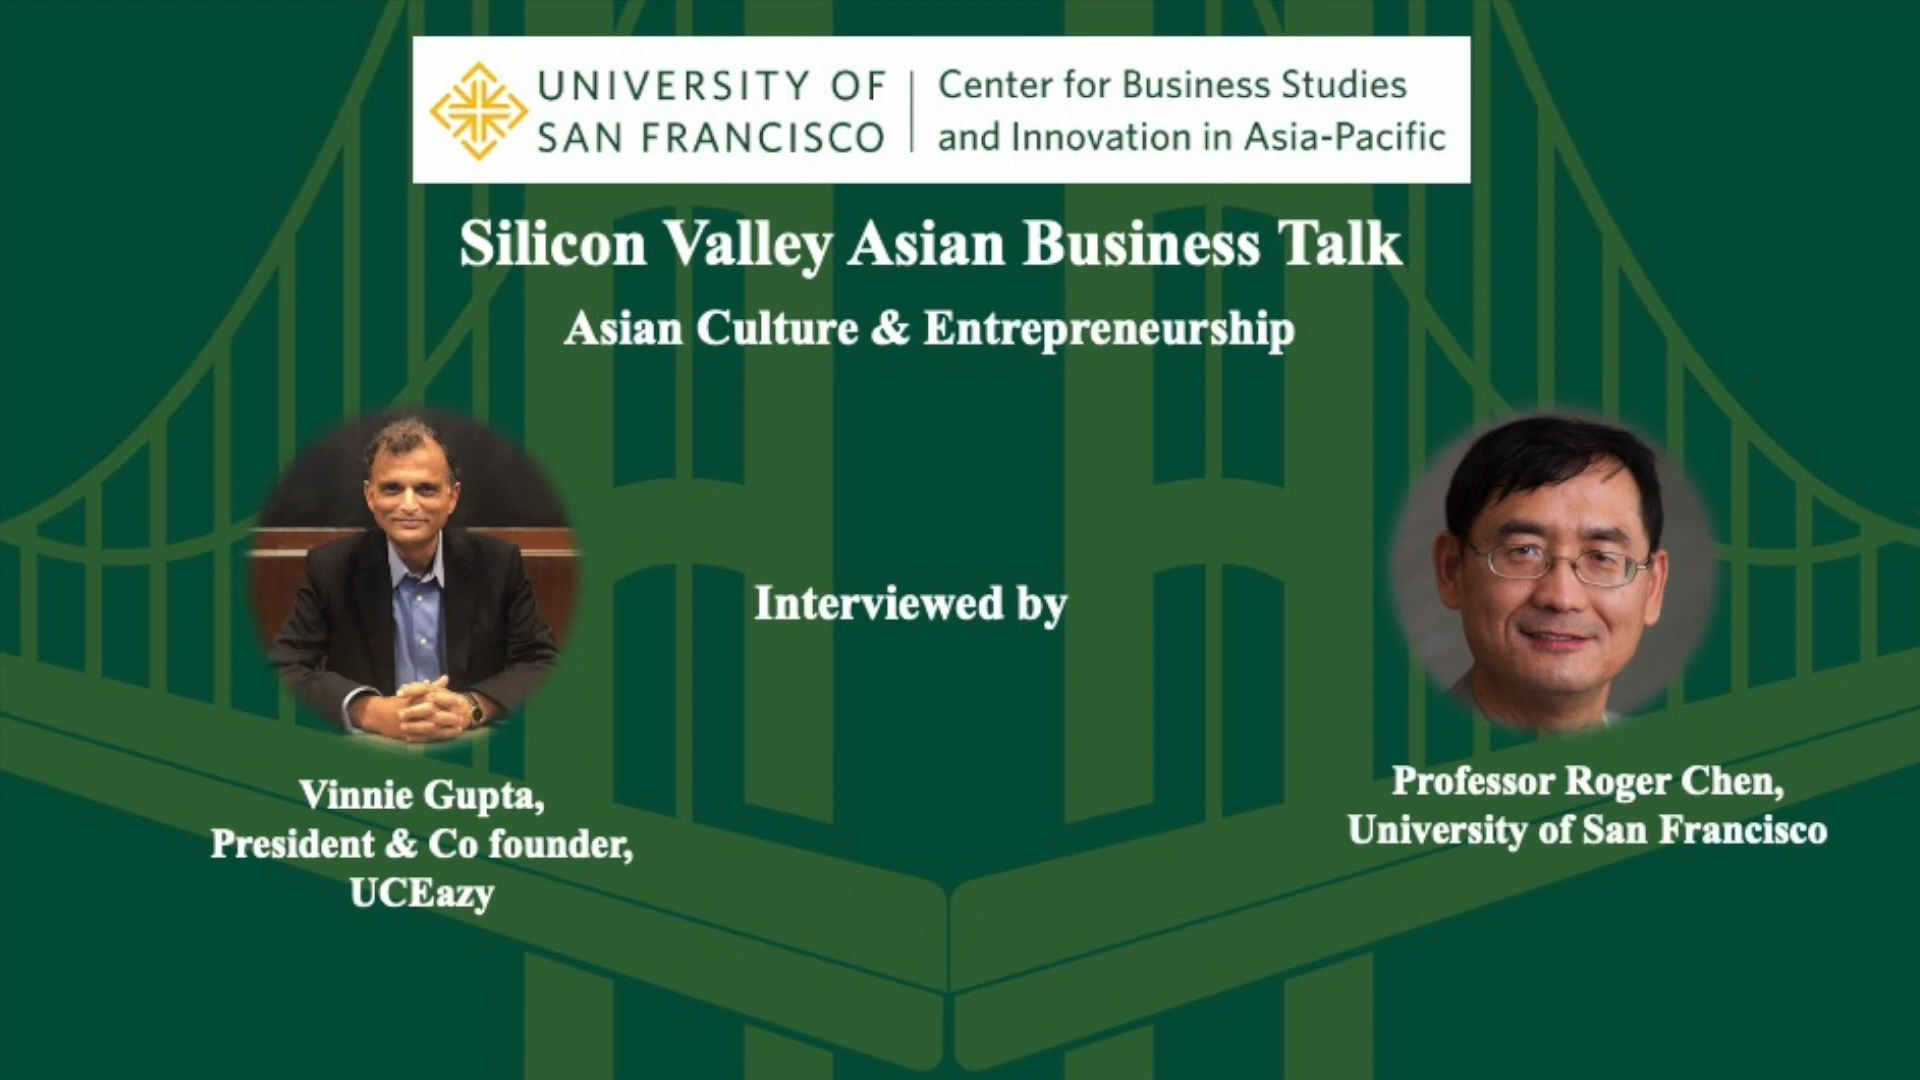 UNIVERSITY OF
SAN FRANCISCO
Center for Business Studies
and Innovation in Asia-Pacific
Silicon Valley Asian Business Talk
Asian Culture & Entrepreneurship
Interviewed by
Vinnie Gupta,
President & Co founder,
UCEazy
Professor Roger Chen,
University of San Francisco